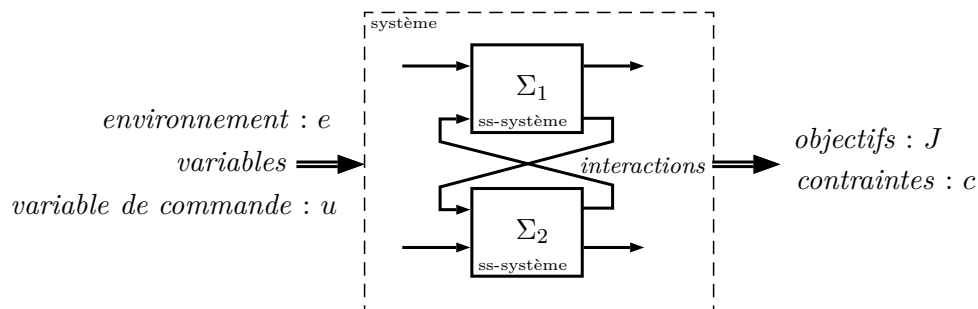 système
Σ₁
ss-système
environnement : e
variables
variable de commande : u
interactions
objectifs : J
contraintes : c
Σ₂
ss-système